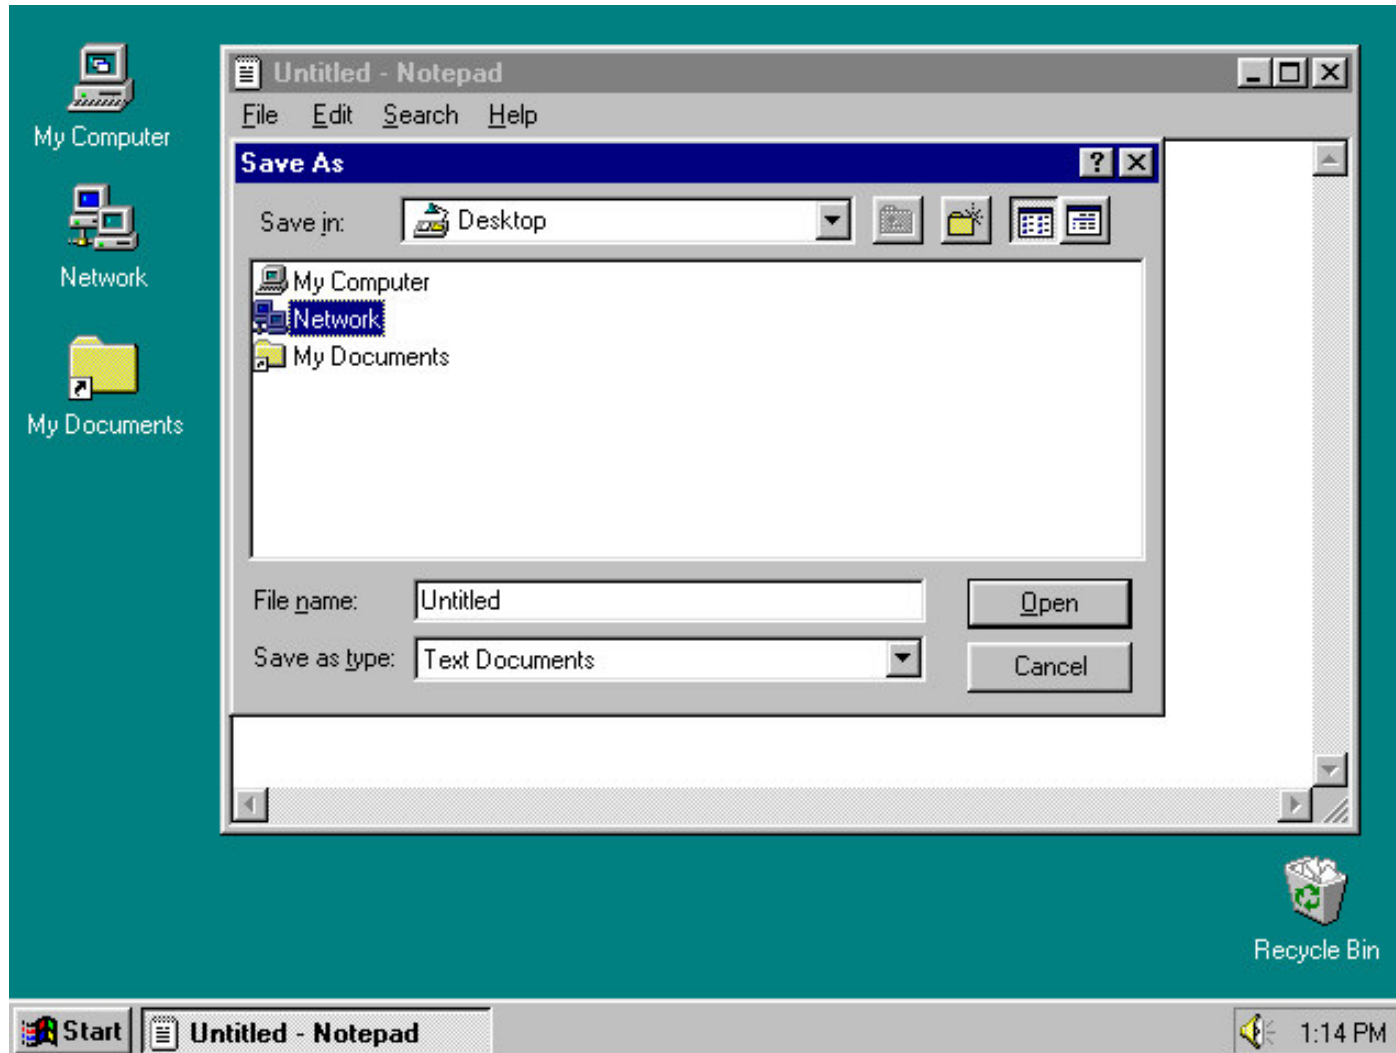 My Computer
Network
My Documents
Untitled - Notepad
File Edit Search Help
Save As
?
Save in: Desktop
My Computer
Network
My Documents
File name: Untitled
Open
Save as type: Text Documents
Cancel
Recycle Bin
Start
Untitled - Notepad
1:14 PM